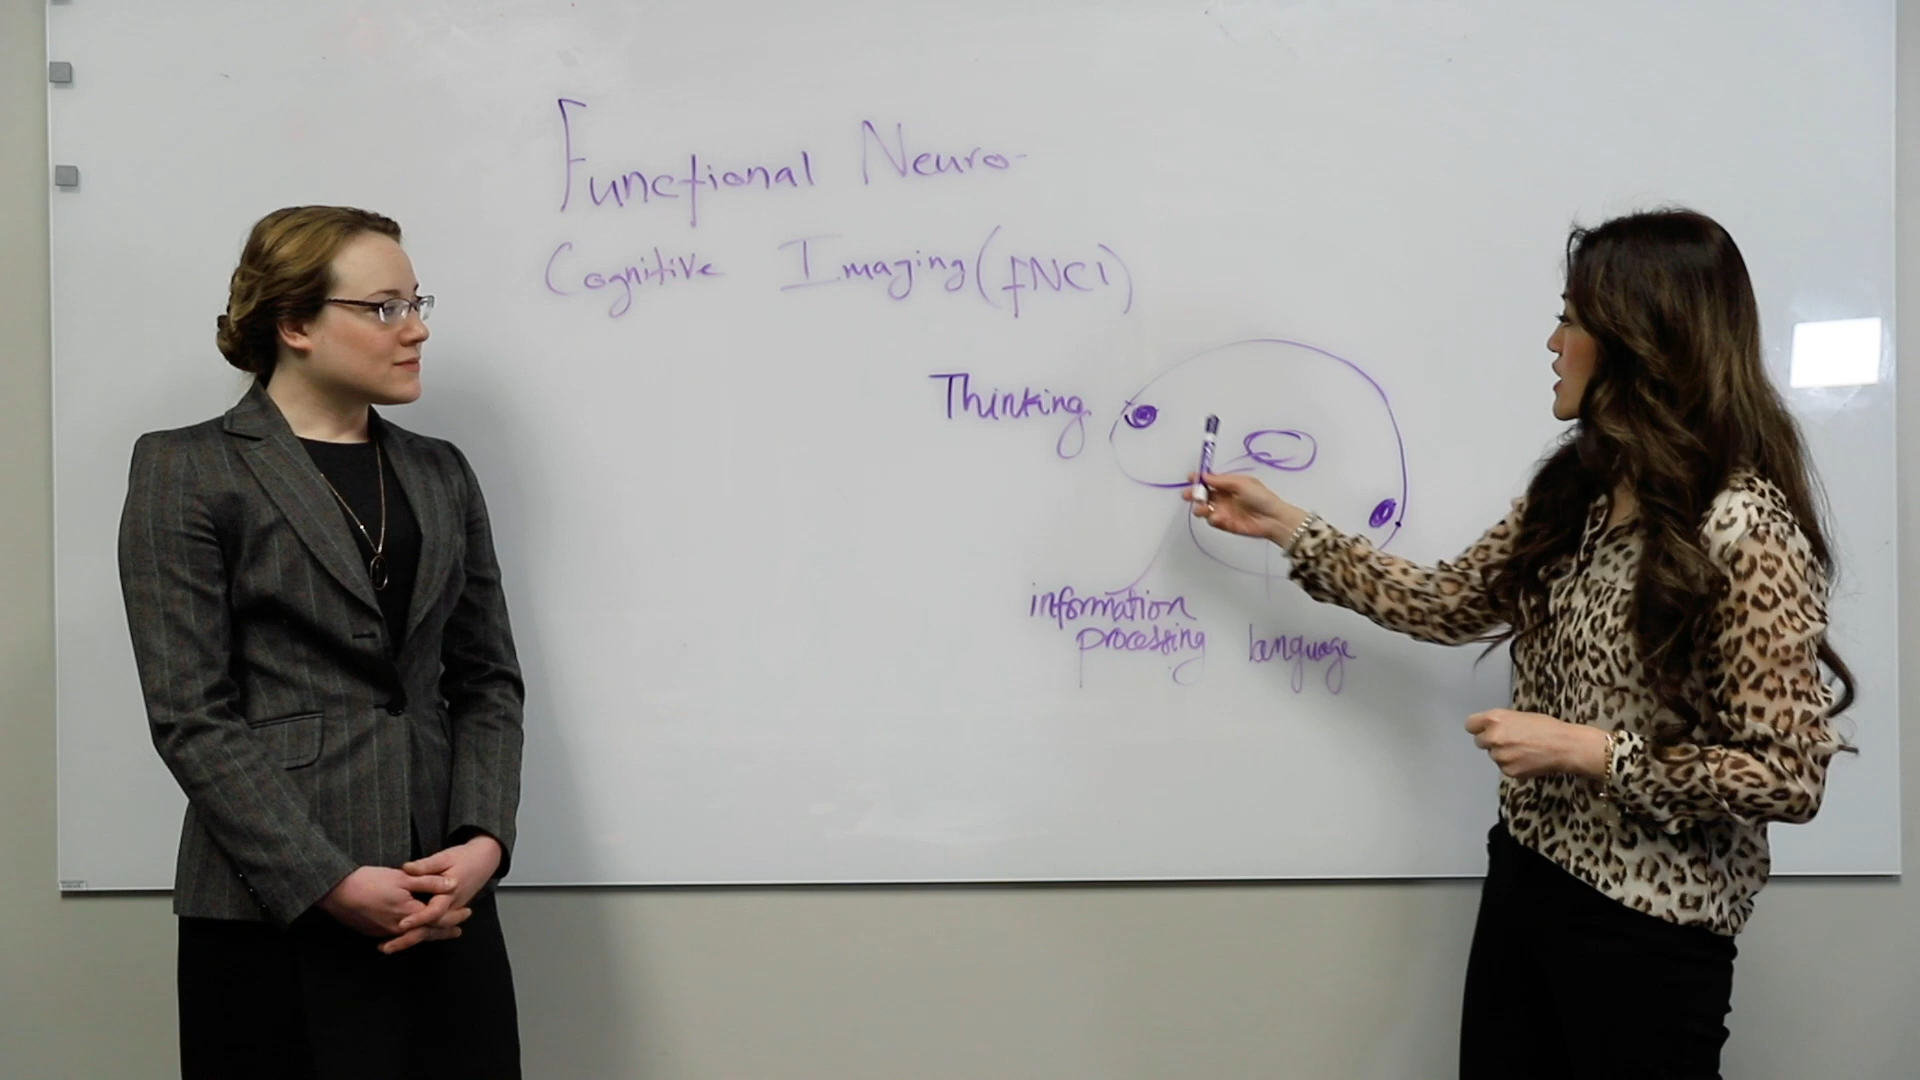 Functional Neuro-
Cognitive Imaging (fNCI)
Thinking
information
processing
language